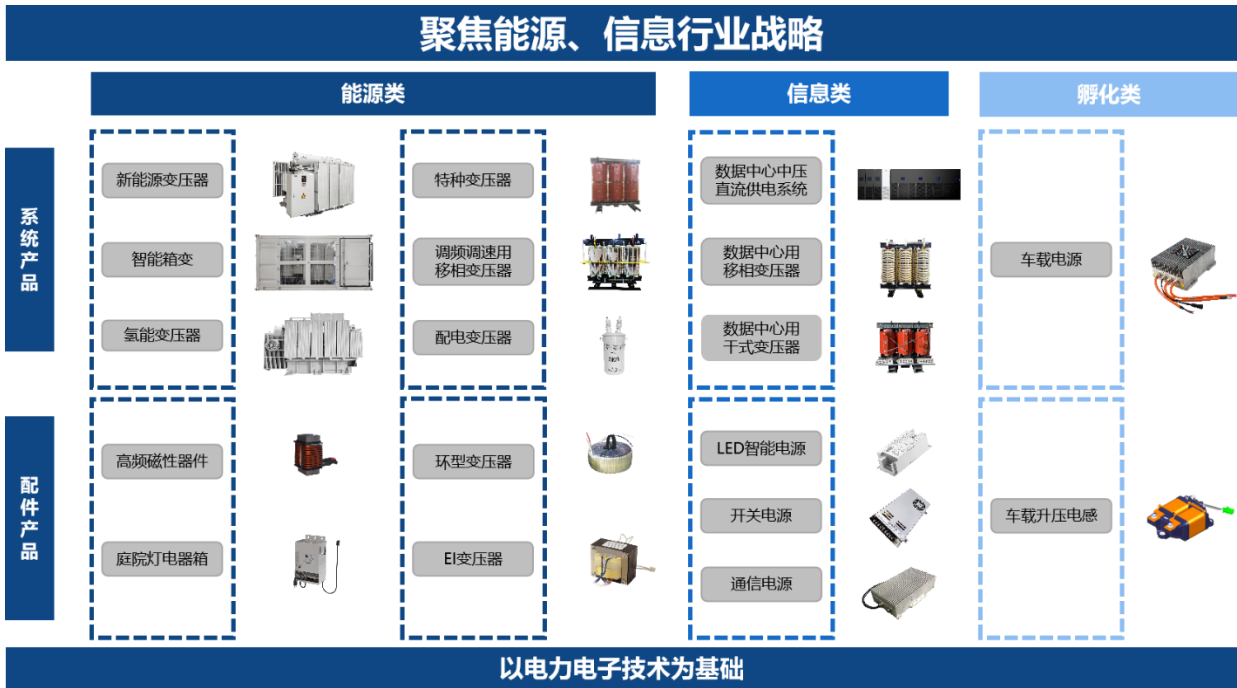 聚焦能源、信息行业战略
能源类
信息类
孵化类
系统产品
新能源变压器
智能箱变
氢能变压器
特种变压器
调频调速用
移相变压器
配电变压器
数据中心中压
直流供电系统
数据中心用
移相变压器
数据中心用
干式变压器
车载电源
配件产品
高频磁性器件
庭院灯电器箱
环型变压器
EI变压器
LED智能电源
开关电源
通信电源
车载升压电感
以电力电子技术为基础